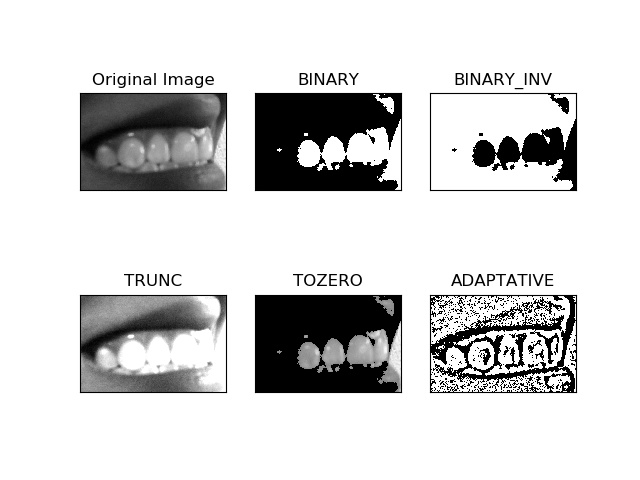 Original Image
BINARY
BINARY_INV
TRUNC
TOZERO
ADAPTATIVE